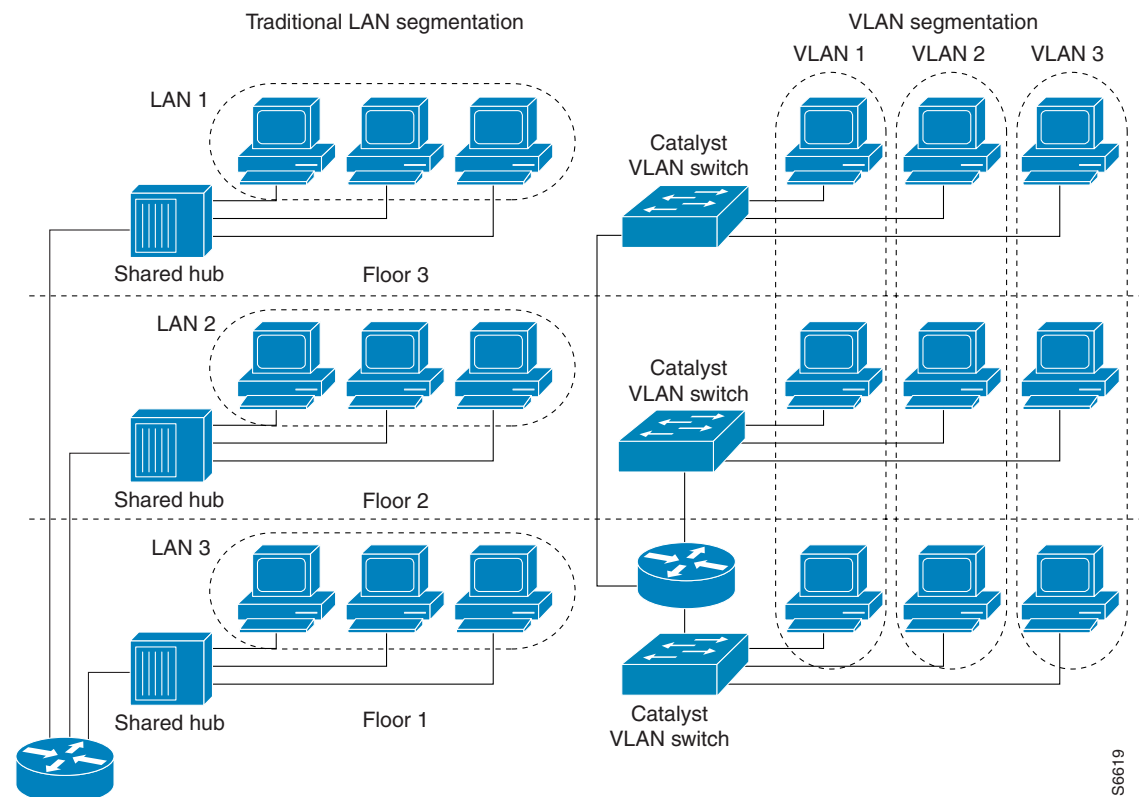 Traditional LAN segmentation
VLAN segmentation
VLAN 1
VLAN 2
VLAN 3
LAN 1
Catalyst
VLAN switch
Shared hub
Floor 3
LAN 2
Catalyst
VLAN switch
Shared hub
Floor 2
LAN 3
Shared hub
Floor 1
Catalyst
VLAN switch
S6619